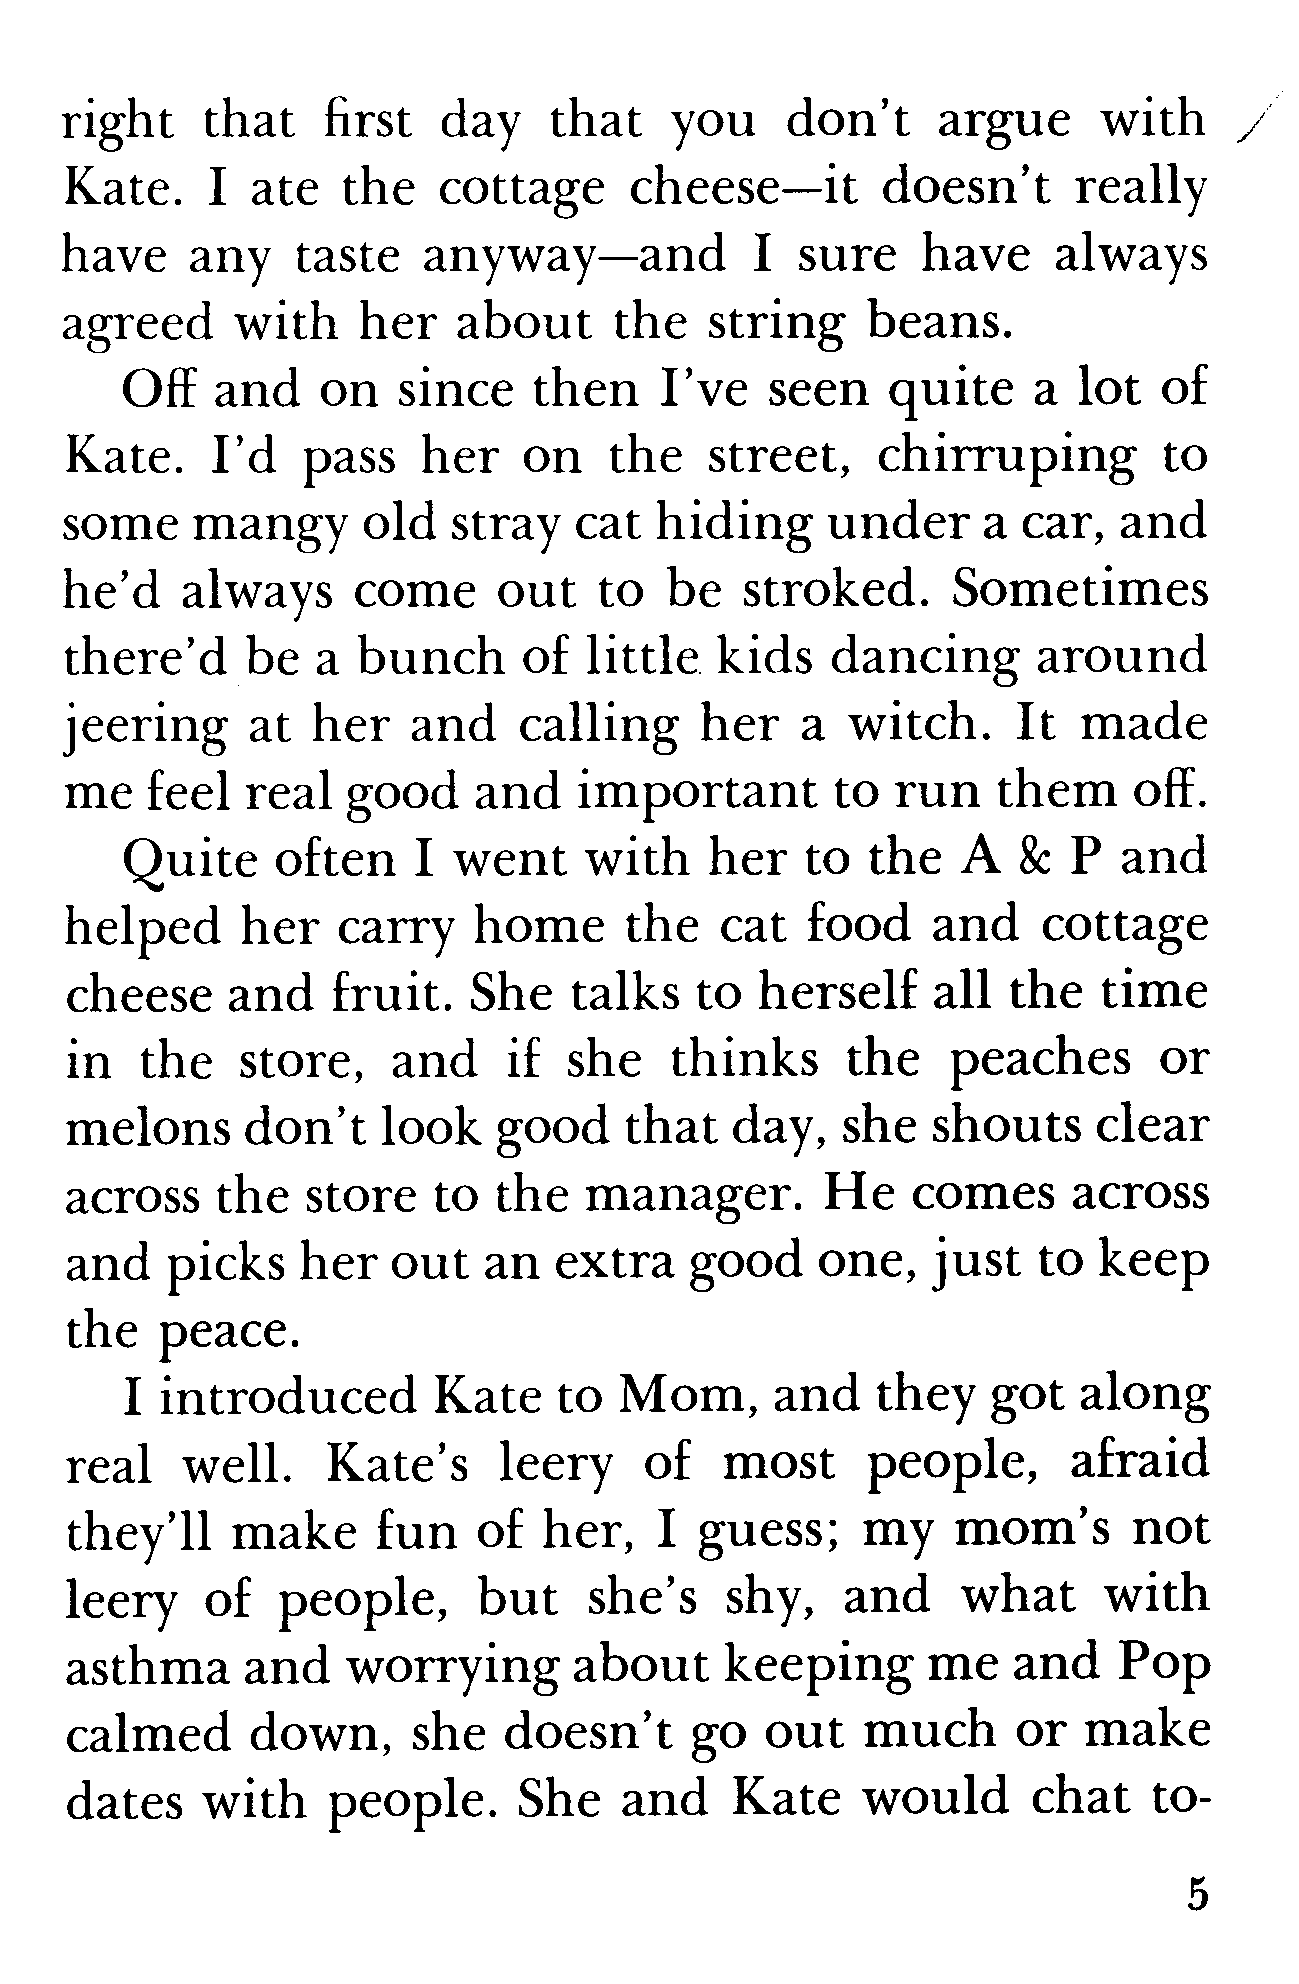 right that first day that you don't argue with
Kate. I ate the cottage cheese—it doesn't really
have any taste anyway—and I sure have always
agreed with her about the string beans.
Off and on since then I've seen quite a lot of
Kate. I'd pass her on the street, chirruping to
some mangy old stray cat hiding under a car, and
he'd always come out to be stroked. Sometimes
there'd be a bunch of little kids dancing around
jeering at her and calling her a witch. It made
me feel real good and important to run them off.
Quite often I went with her to the A & P and
helped her carry home the cat food and cottage
cheese and fruit. She talks to herself all the time
in the store, and if she thinks the peaches or
melons don't look good that day, she shouts clear
across the store to the manager. He comes across
and picks her out an extra good one, just to keep
the peace.
I introduced Kate to Mom, and they got along
real well. Kate's leery of most people, afraid
they'll make fun of her, I guess; my mom's not
leery of people, but she's shy, and what with
asthma and worrying about keeping me and Pop
calmed down, she doesn't go out much or make
dates with people. She and Kate would chat to-
5